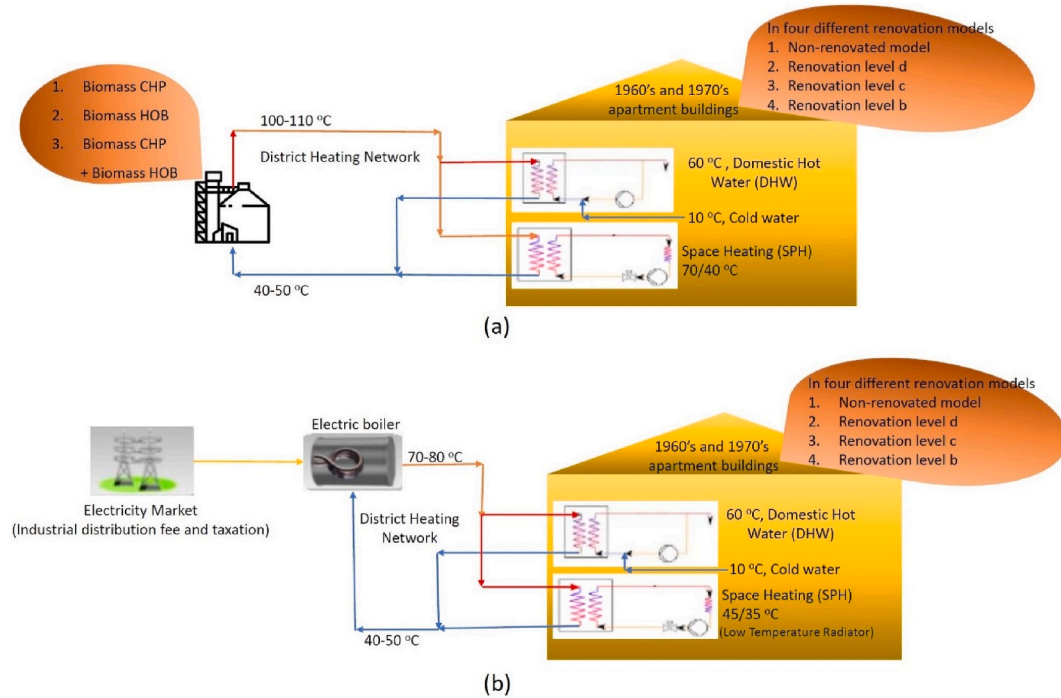 In four different renovation models
1. Non-renovated model
2. Renovation level d
3. Renovation level c
4. Renovation level b
1. Biomass CHP
2. Biomass HOB
3. Biomass CHP
+ Biomass HOB
1960's and 1970's
apartment buildings
100-110 °C
District Heating Network
60 °C , Domestic Hot
Water (DHW)
10 °C, Cold water
Space Heating (SPH)
70/40 °C
40-50 °C
(a)
In four different renovation models
1. Non-renovated model
2. Renovation level d
3. Renovation level c
4. Renovation level b
Electric boiler
1960's and 1970's
apartment buildings
70-80 °C
Electricity Market
(Industrial distribution fee and taxation)
District Heating
Network
60 °C, Domestic Hot
Water (DHW)
10 °C, Cold water
Space Heating (SPH)
45/35 °C
(Low Temperature Radiator)
40-50 °C
(b)